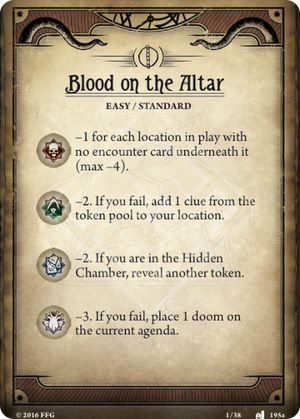 Blood on the Altar
EASY / STANDARD
–1 for each location in play with
no encounter card underneath it
(max –4).
–2. If you fail, add 1 clue from the
token pool to your location.
–2. If you are in the Hidden
Chamber, reveal another token.
–3. If you fail, place 1 doom on
the current agenda.
© 2016 FFG
1/38
195a